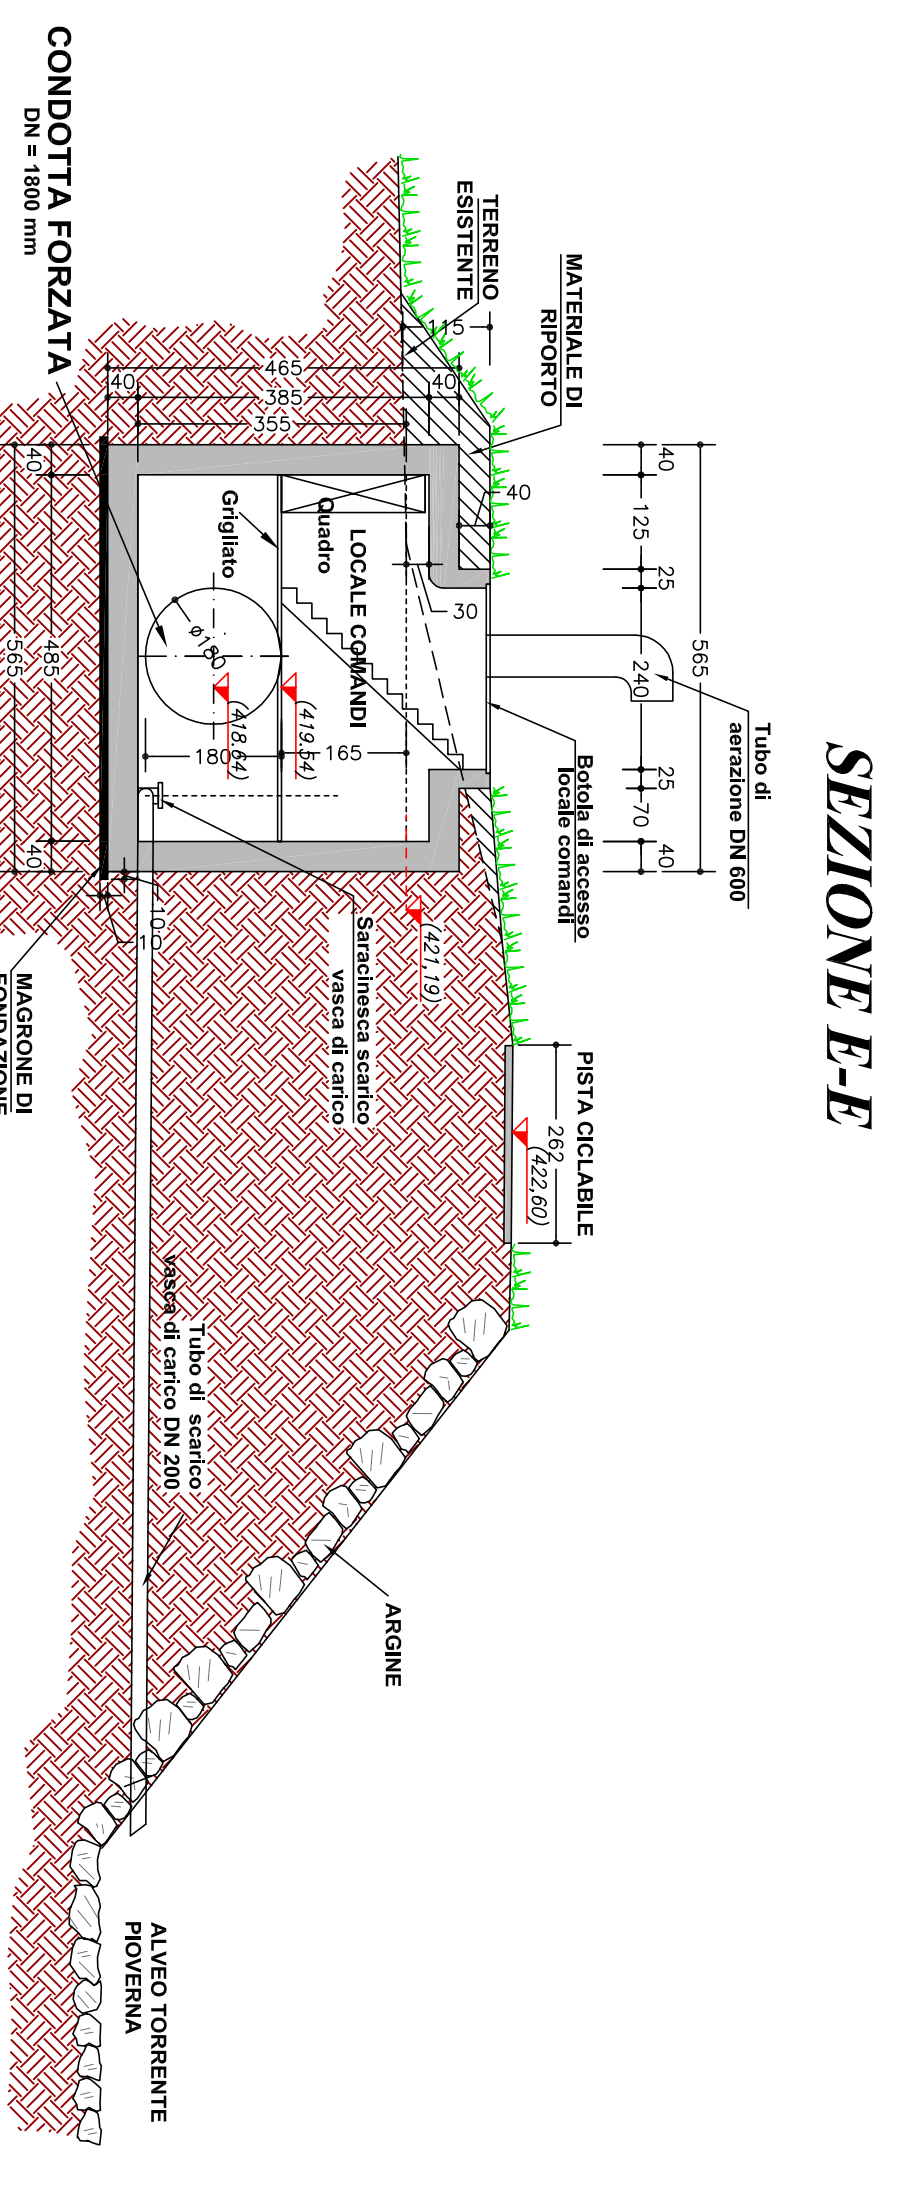 SEZIONE E-E
565
40
125
25
240
25
70
40
Tubo di
aerazione DN 600
Botola di accesso
locale comandi
MATERIALE DI
RIPORTO
TERRENO
ESISTENTE
115
40
30
465
40
385
40
355
LOCALE COMANDI
Quadro
Grigliato
ø180
(419.54)
(418.64)
165
180
(421,19)
PISTA CICLABILE
262
(422,60)
Saracinesca scarico
vasca di carico
CONDOTTA FORZATA
DN = 1800 mm
40
485
40
565
10
10
MAGRONE DI
FONDAZIONE
Tubo di scarico
vasca di carico DN 200
ARGINE
ALVEO TORRENTE
PIOVERNA